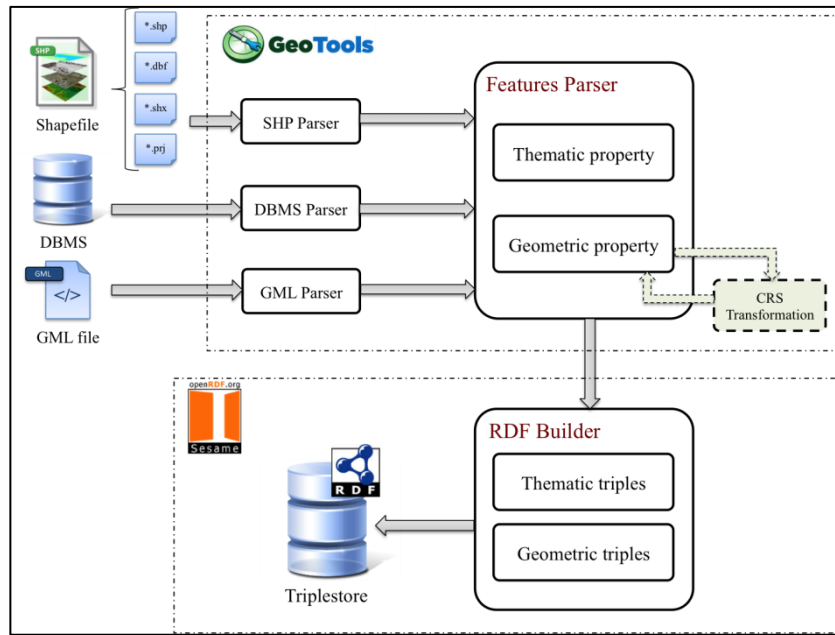 *.shp
GeoTools
SHP
*.dbf
Features Parser
Shapefile
*.shx
SHP Parser
Thematic property
*.prj
DBMS Parser
DBMS
Geometric property
GML
</>
GML Parser
CRS
Transformation
GML file
openRDF.org
Sesame
RDF Builder
RDF
Thematic triples
Geometric triples
Triplestore